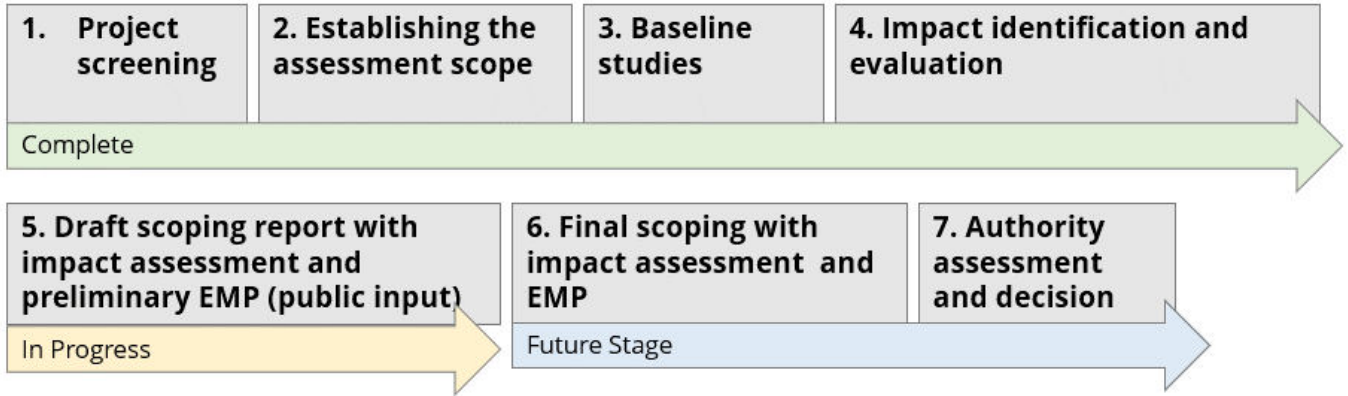 1. Project
screening
2. Establishing the
assessment scope
3. Baseline
studies
4. Impact identification and
evaluation
Complete
5. Draft scoping report with
impact assessment and
preliminary EMP (public input)
In Progress
6. Final scoping with
impact assessment and
EMP
7. Authority
assessment
and decision
Future Stage